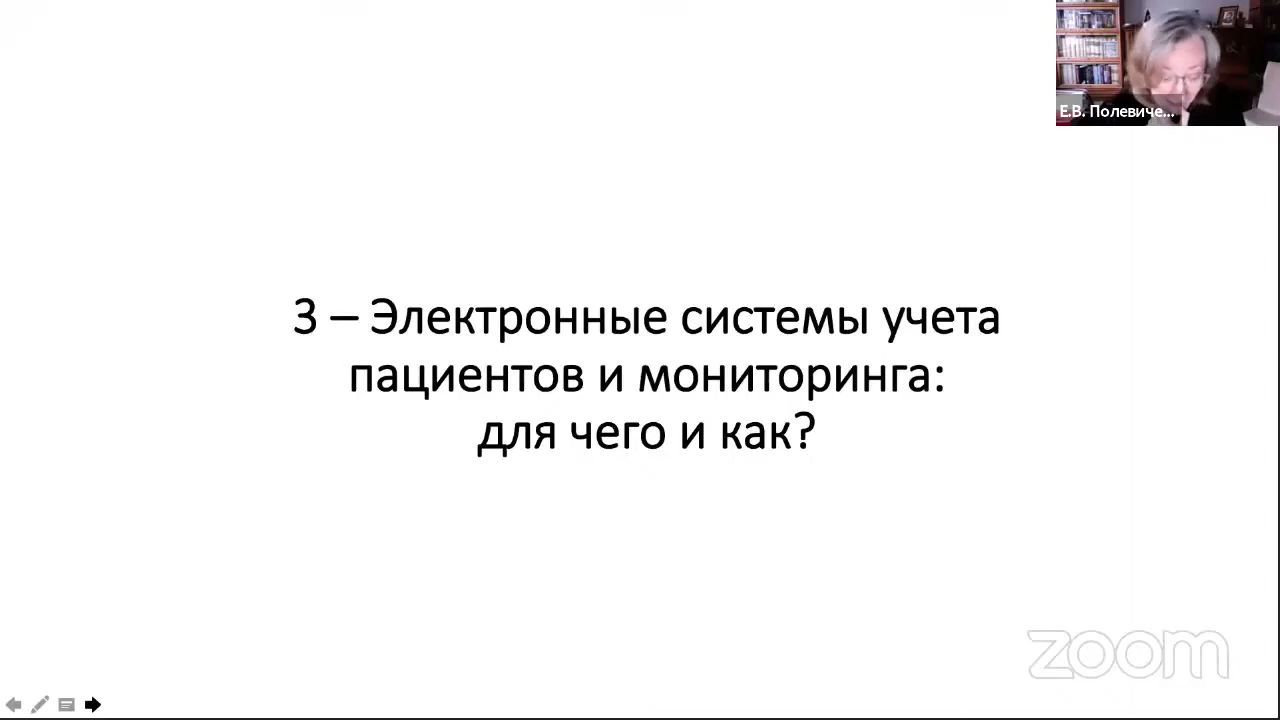 Е.В. Полевиче...
3 – Электронные системы учета
пациентов и мониторинга:
для чего и как?
zoom